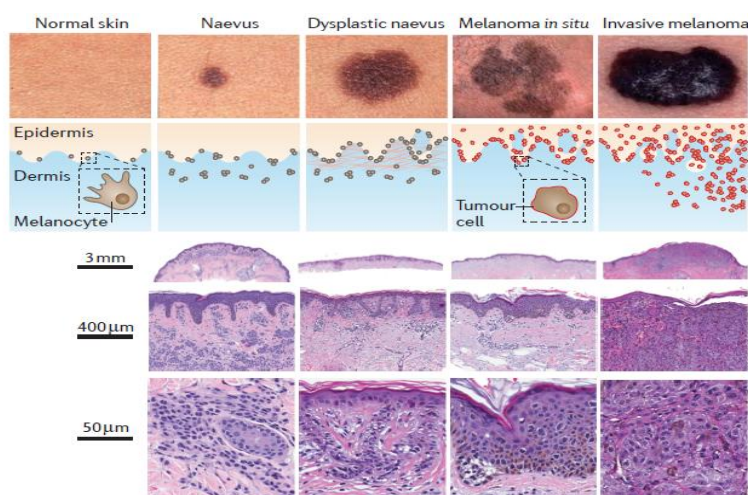 Normal skin
Naevus
Dysplastic naevus
Melanoma in situ
Invasive melanoma
Epidermis
Dermis
Melanocyte
Tumour
cell
3 mm
400 µm
50 µm